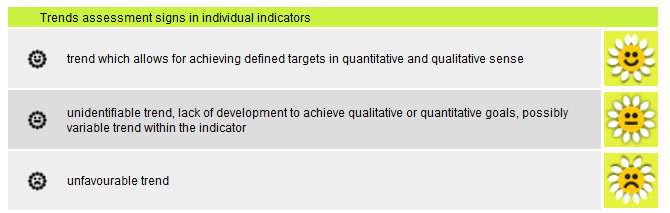 Trends assessment signs in individual indicators
trend which allows for achieving defined targets in quantitative and qualitative sense
unidentifiable trend, lack of development to achieve qualitative or quantitative goals, possibly
variable trend within the indicator
unfavourable trend